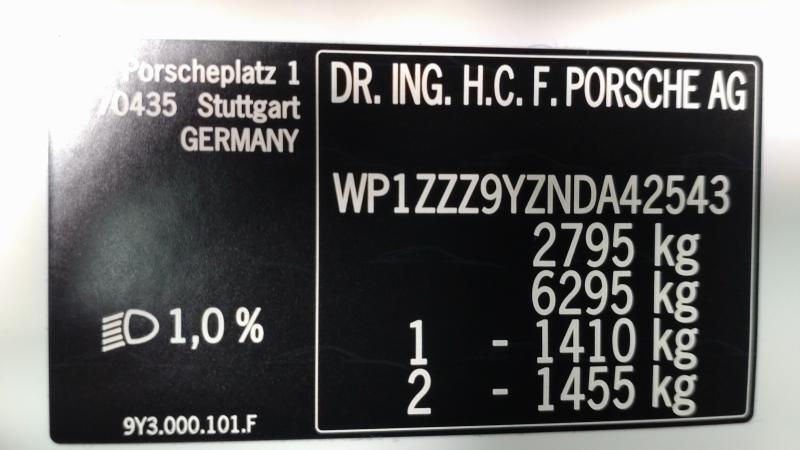 Porscheplatz 1
70435 Stuttgart
GERMANY
1,0 %
9Y3.000.101.F
DR. ING. H.C. F. PORSCHE AG
WP1ZZZ9YZNDA42543
2795 kg
6295 kg
1 - 1410 kg
2 - 1455 kg